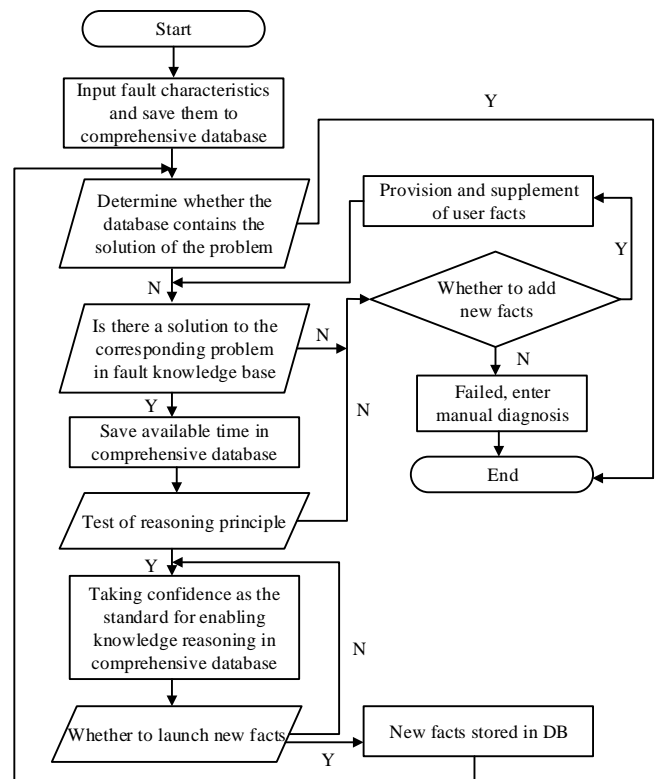 Start
Input fault characteristics
and save them to
comprehensive database
Y
Determine whether the
database contains the
solution of the problem
Provision and supplement
of user facts
Y
N
Whether to add
new facts
Is there a solution to the
corresponding problem
in fault knowledge base
N
N
Y
N
Failed, enter
manual diagnosis
Save available time in
comprehensive database
End
Test of reasoning principle
Y
Taking confidence as the
standard for enabling
knowledge reasoning in
comprehensive database
N
Whether to launch new facts
Y
New facts stored in DB